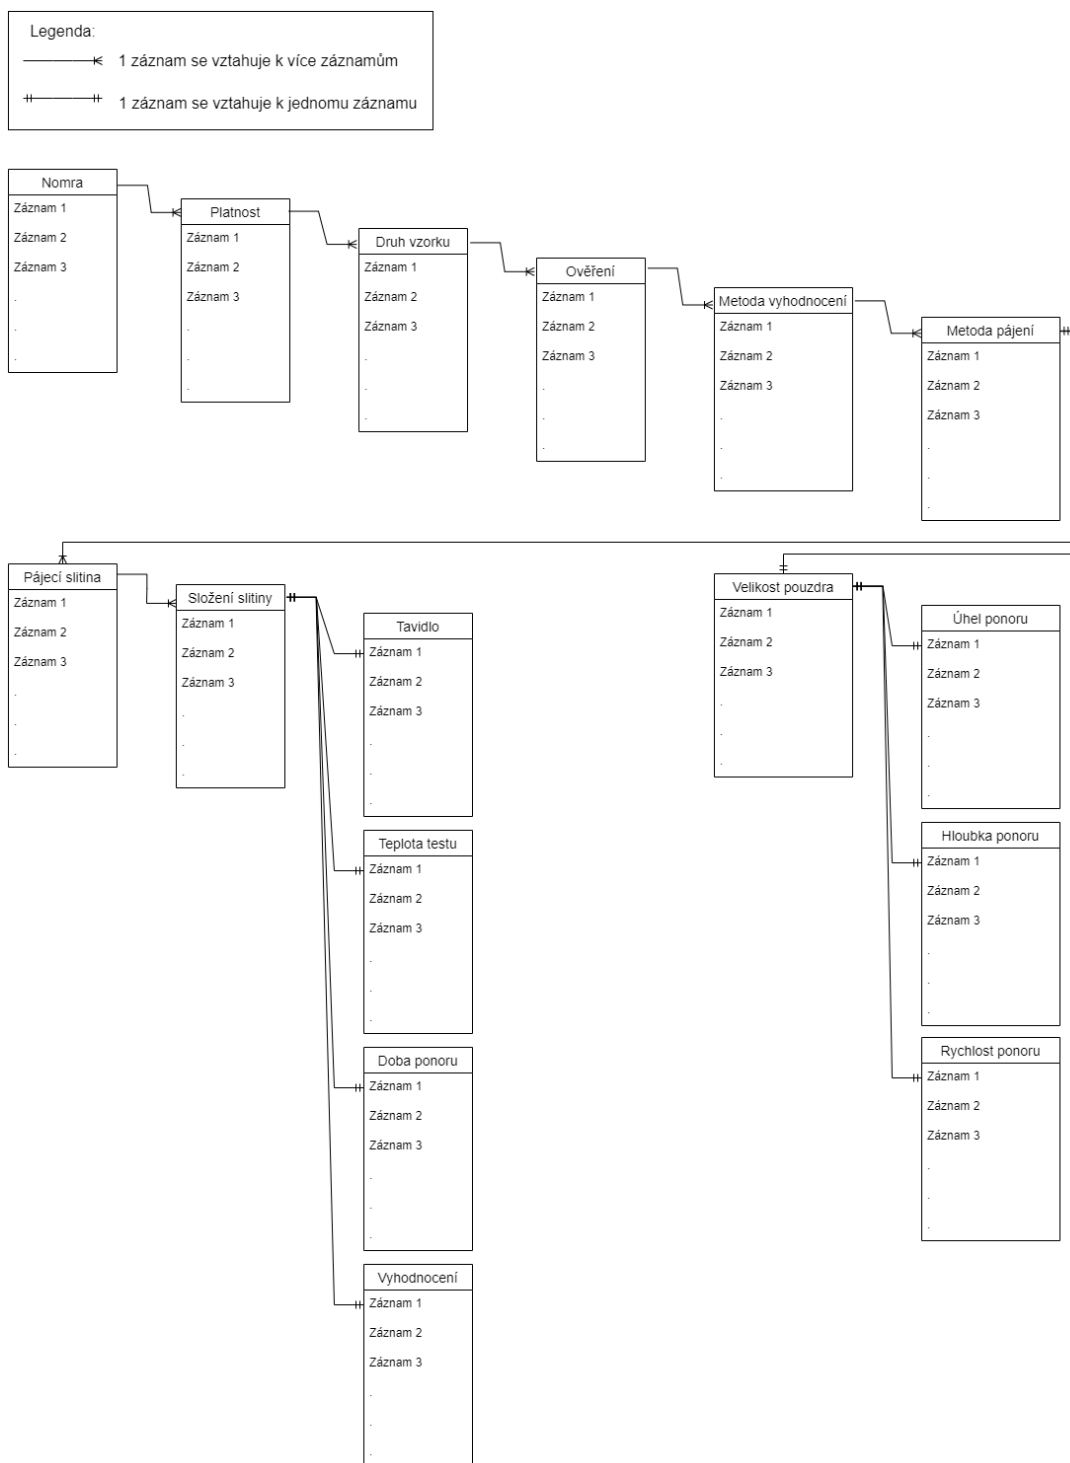 Legenda:
1 záznam se vztahuje k více záznamům
1 záznam se vztahuje k jednomu záznamu
Nomra
Záznam 1
Záznam 2
Záznam 3
.
.
.
Platnost
Záznam 1
Záznam 2
Záznam 3
.
.
.
Druh vzorku
Záznam 1
Záznam 2
Záznam 3
.
.
.
Ověření
Záznam 1
Záznam 2
Záznam 3
.
.
.
Metoda vyhodnocení
Záznam 1
Záznam 2
Záznam 3
.
.
.
Metoda pájení
Záznam 1
Záznam 2
Záznam 3
.
.
.
Pájecí slitina
Záznam 1
Záznam 2
Záznam 3
.
.
.
Složení slitiny
Záznam 1
Záznam 2
Záznam 3
.
.
.
Tavidlo
Záznam 1
Záznam 2
Záznam 3
.
.
.
Teplota testu
Záznam 1
Záznam 2
Záznam 3
.
.
.
Doba ponoru
Záznam 1
Záznam 2
Záznam 3
.
.
.
Vyhodnocení
Záznam 1
Záznam 2
Záznam 3
.
.
.
Velikost pouzdra
Záznam 1
Záznam 2
Záznam 3
.
.
.
Úhel ponoru
Záznam 1
Záznam 2
Záznam 3
.
.
.
Hloubka ponoru
Záznam 1
Záznam 2
Záznam 3
.
.
.
Rychlost ponoru
Záznam 1
Záznam 2
Záznam 3
.
.
.